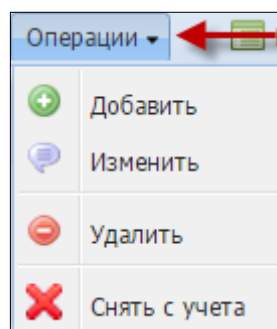 Операции
Добавить
Изменить
Удалить
Снять с учета